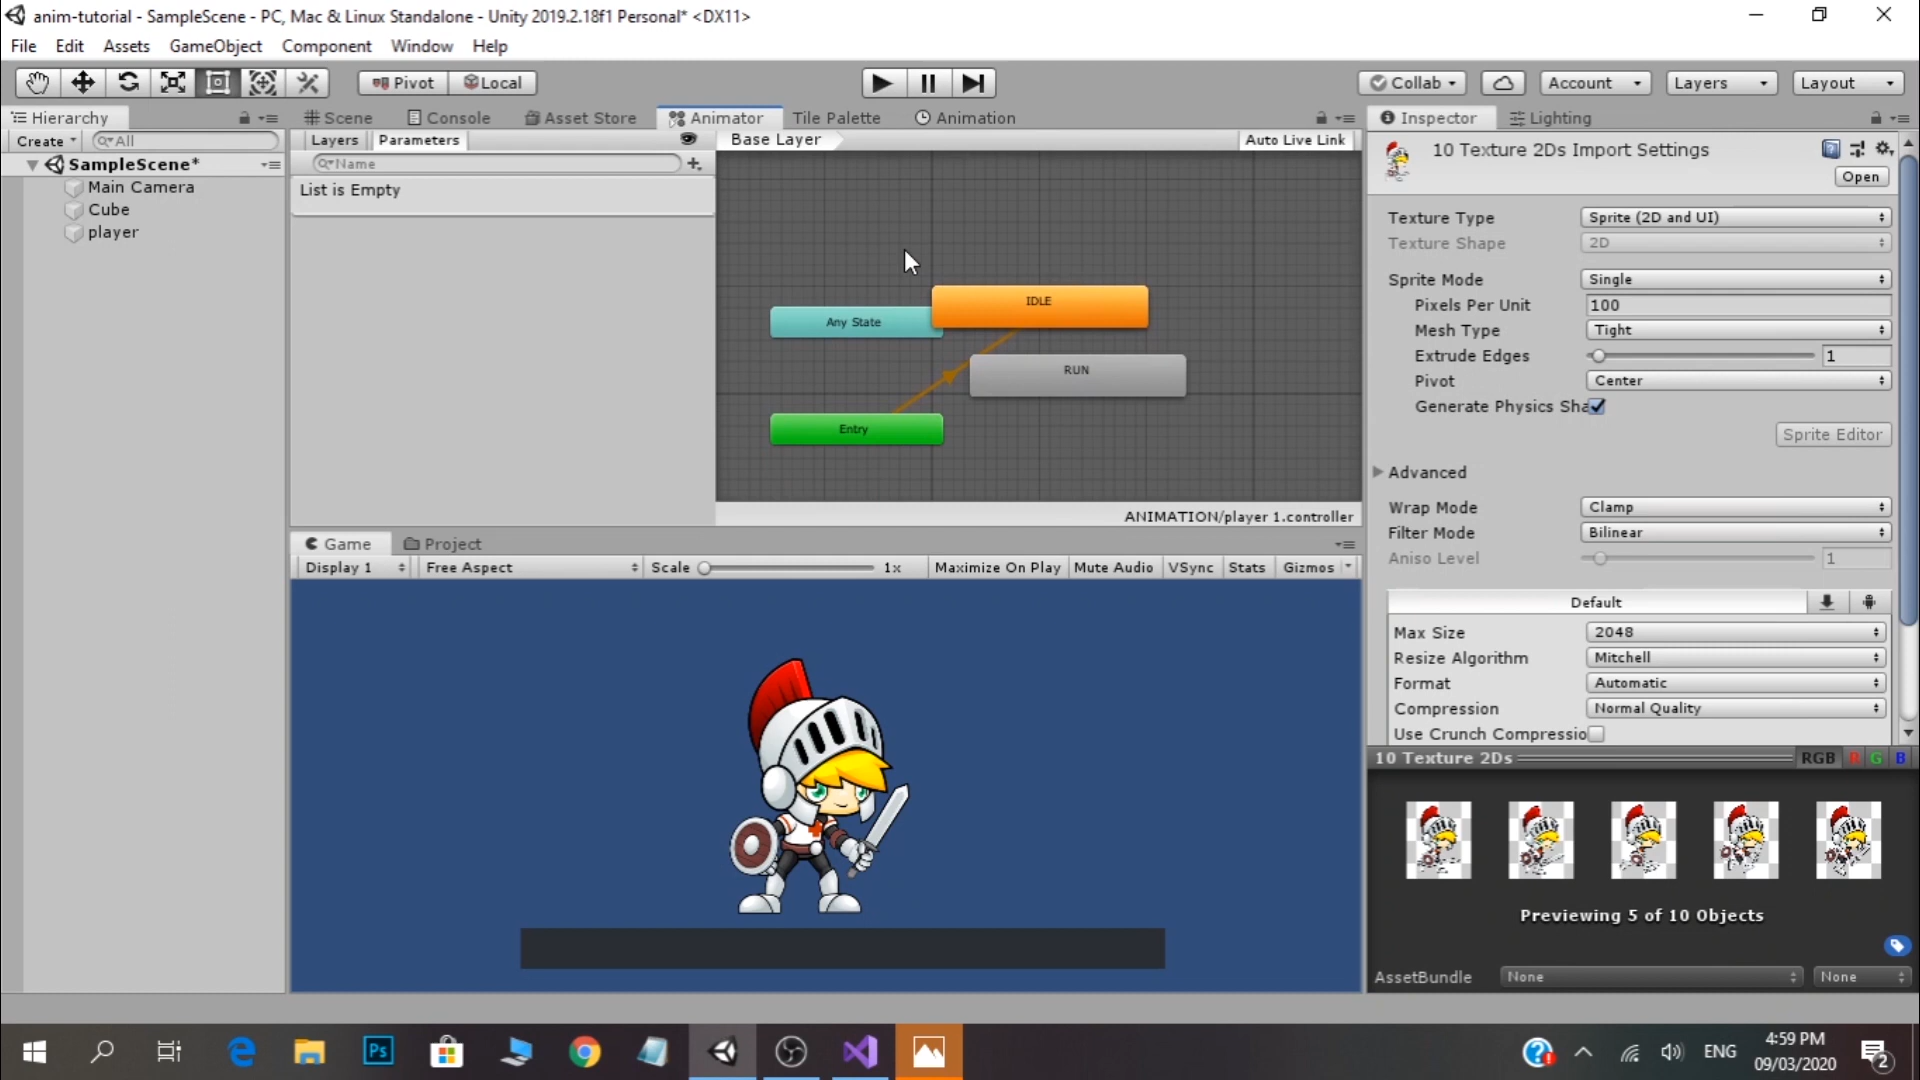 anim-tutorial - SampleScene - PC, Mac & Linux Standalone - Unity 2019.2.18f1 Personal* <DX11>
File Edit Assets GameObject Component Window Help
Pivot Local Collab Account Layers Layout
Hierarchy Scene Console Asset Store Animator Tile Palette Animation Inspector Lighting
Create All Layers Parameters Base Layer Auto Live Link
SampleScene* Name
Main Camera
Cube
player
List is Empty
IDLE
Any State
RUN
Entry
ANIMATION/player 1.controller
Game Project
Display 1 Free Aspect Scale 1x Maximize On Play Mute Audio VSync Stats Gizmos
10 Texture 2Ds Import Settings
Open
Texture Type Sprite (2D and UI)
Texture Shape 2D
Sprite Mode Single
Pixels Per Unit 100
Mesh Type Tight
Extrude Edges 1
Pivot Center
Generate Physics Sha
Sprite Editor
Advanced
Wrap Mode Clamp
Filter Mode Bilinear
Aniso Level 1
Default
Max Size 2048
Resize Algorithm Mitchell
Format Automatic
Compression Normal Quality
Use Crunch Compressio
10 Texture 2Ds RGB R G B
Previewing 5 of 10 Objects
AssetBundle None None
Ps ENG 4:59 PM
09/03/2020 2